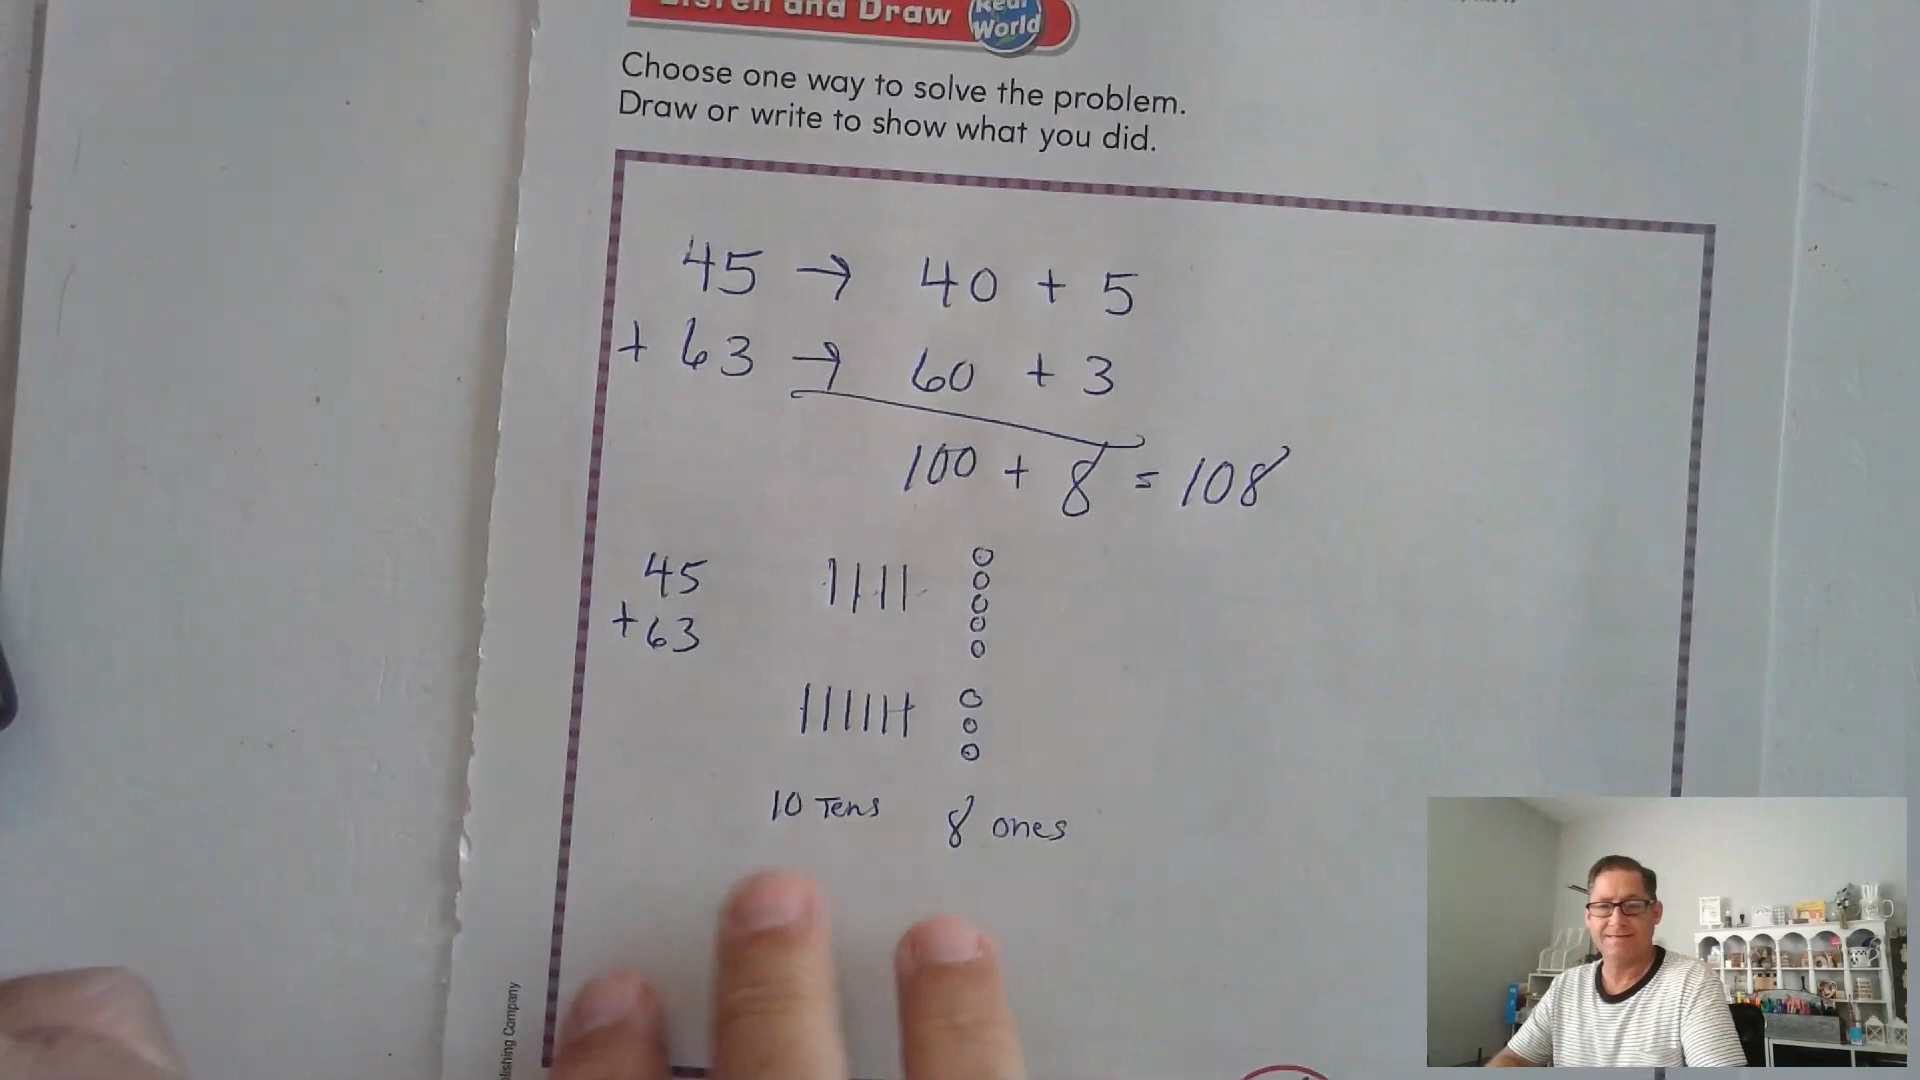 Listen and Draw Real World
Choose one way to solve the problem.
Draw or write to show what you did.
45 → 40 + 5
+ 63 → 60 + 3
100 + 8 = 108
45
+63
10 Tens 8 ones
Company